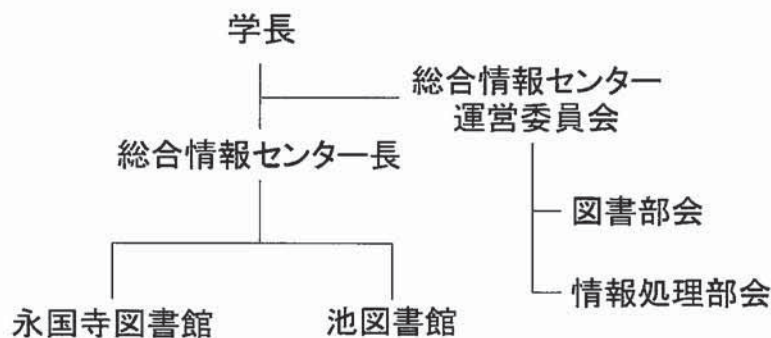 学長
総合情報センター
運営委員会
総合情報センター長
図書部会
情報処理部会
永国寺図書館
池図書館